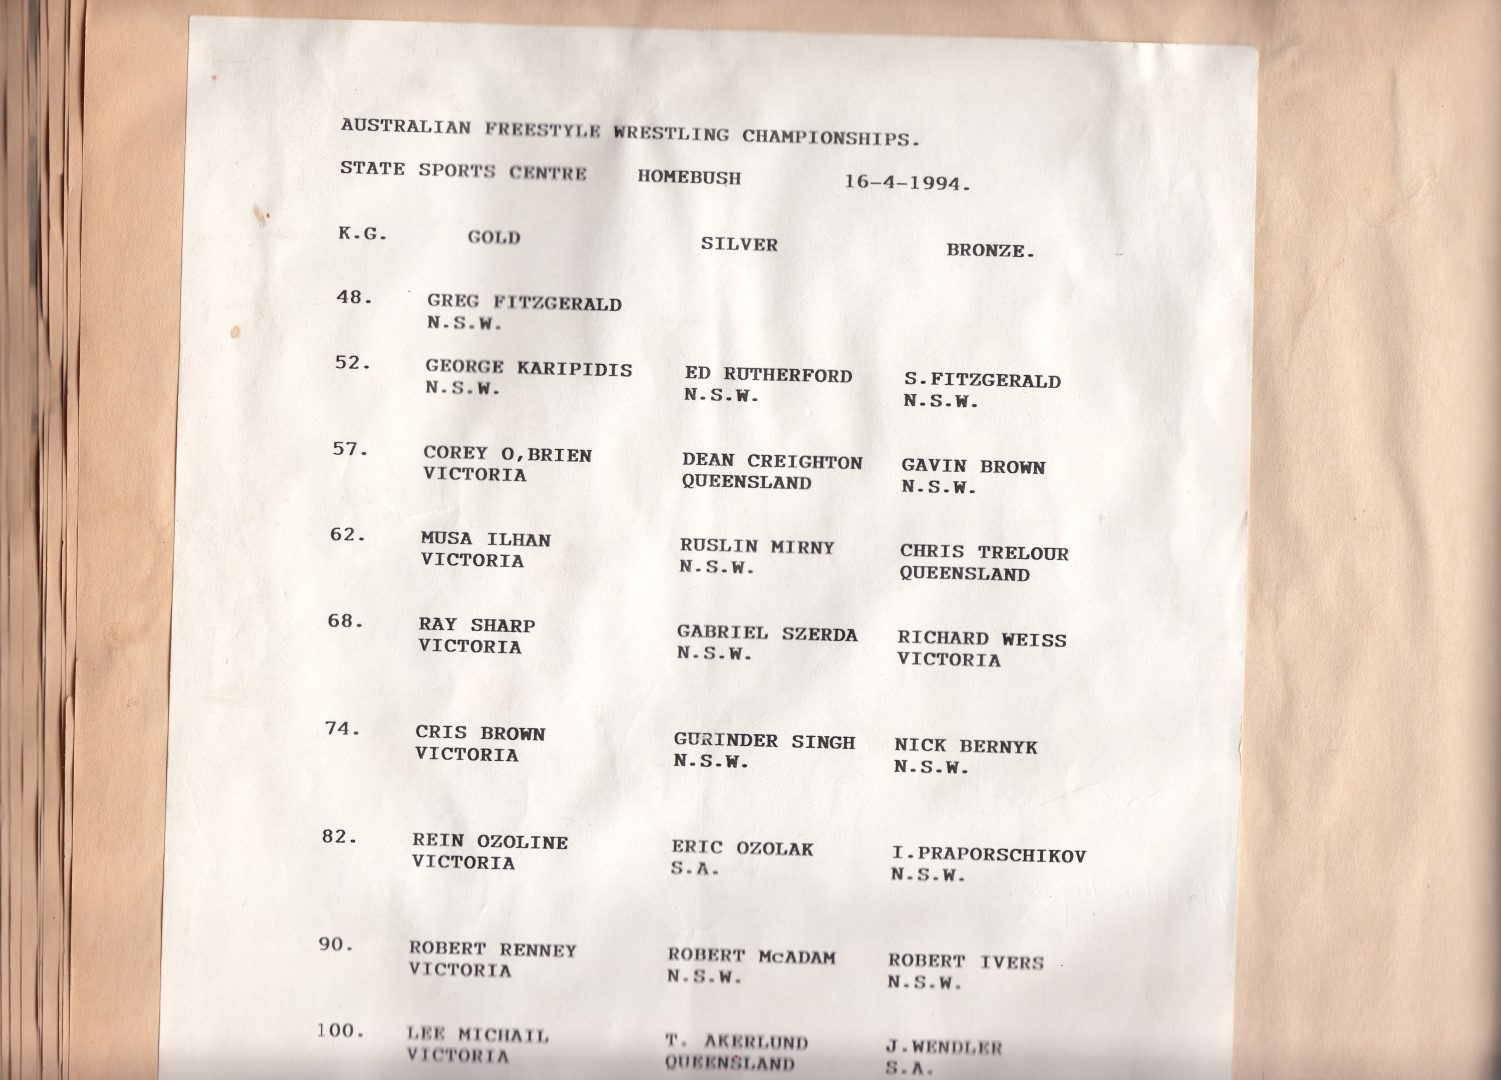 AUSTRALIAN FREESTYLE WRESTLING CHAMPIONSHIPS.
STATE SPORTS CENTRE HOMEBUSH 16-4-1994.
K.G. GOLD SILVER BRONZE.
48. GREG FITZGERALD
N.S.W.
52. GEORGE KARIPIDIS ED RUTHERFORD S.FITZGERALD
N.S.W. N.S.W. N.S.W.
57. COREY O,BRIEN DEAN CREIGHTON GAVIN BROWN
VICTORIA QUEENSLAND N.S.W.
62. MUSA ILHAN RUSLIN MIRNY CHRIS TRELOUR
VICTORIA N.S.W. QUEENSLAND
68. RAY SHARP GABRIEL SZERDA RICHARD WEISS
VICTORIA N.S.W. VICTORIA
74. CRIS BROWN GURINDER SINGH NICK BERNYK
VICTORIA N.S.W. N.S.W.
82. REIN OZOLINE ERIC OZOLAK I.PRAPORSCHIKOV
VICTORIA S.A. N.S.W.
90. ROBERT RENNEY ROBERT McADAM ROBERT IVERS
VICTORIA N.S.W. N.S.W.
100. LEE MICHAIL T. AKERLUND J.WENDLER
VICTORIA QUEENSLAND S.A.